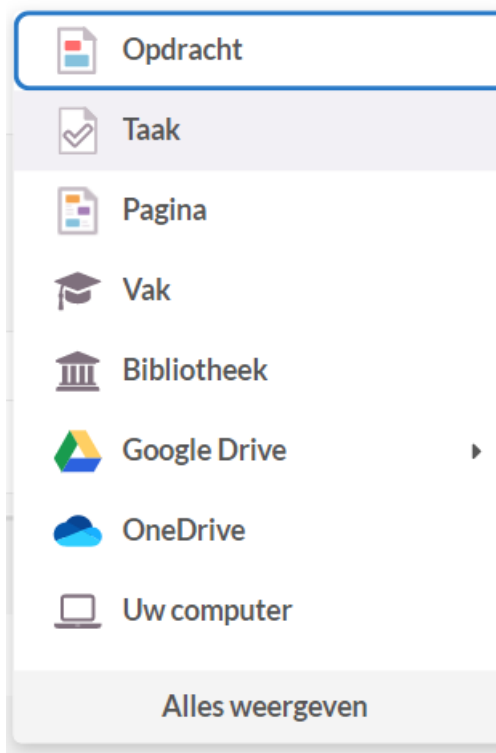 Opdracht
Taak
Pagina
Vak
Bibliotheek
Google Drive
OneDrive
Uw computer
Alles weergeven